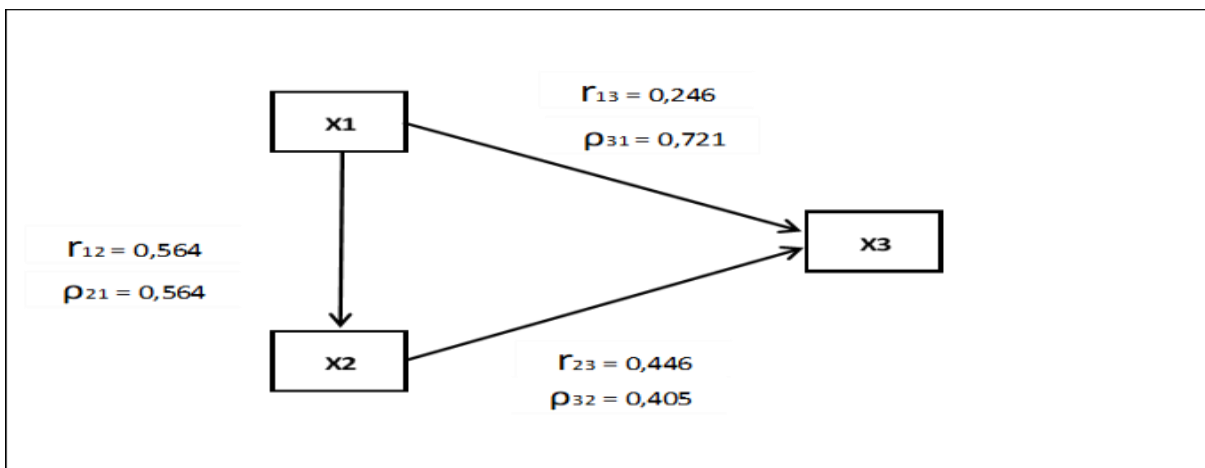 r₁₃ = 0,246
X1
ρ₃₁ = 0,721
X3
r₁₂ = 0,564
ρ₂₁ = 0,564
X2
r₂₃ = 0,446
ρ₃₂ = 0,405